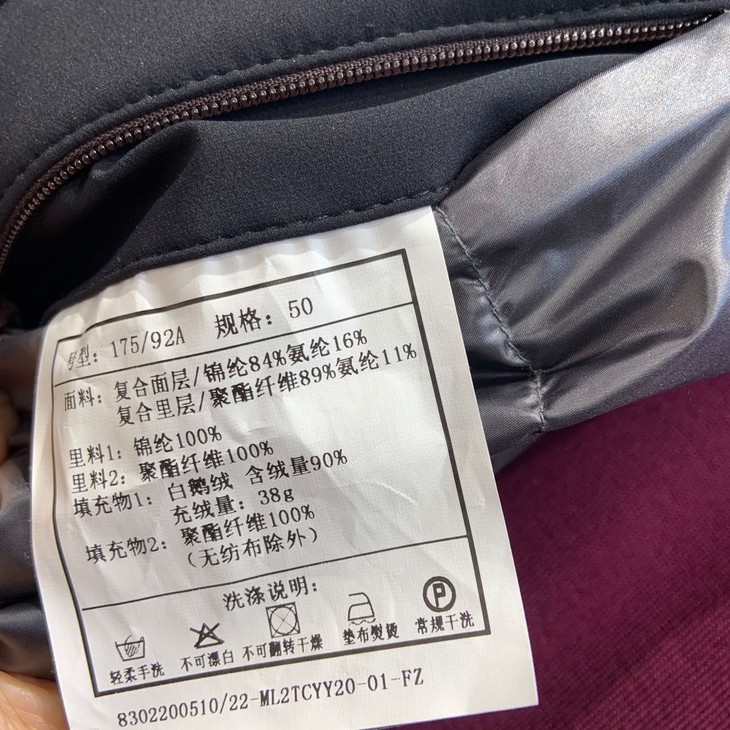 号型：175/92A 规格：50
面料：复合面层/锦纶84%氨纶16%
复合里层/聚酯纤维89%氨纶11%
里料1：锦纶100%
里料2：聚酯纤维100%
填充物1：白鹅绒 含绒量90%
充绒量：38g
填充物2：聚酯纤维100%
（无纺布除外）
洗涤说明：
P
轻柔手洗 不可漂白 不可翻转干燥 垫布熨烫 常规干洗
8302200510/22-ML2TCYY20-01-FZ